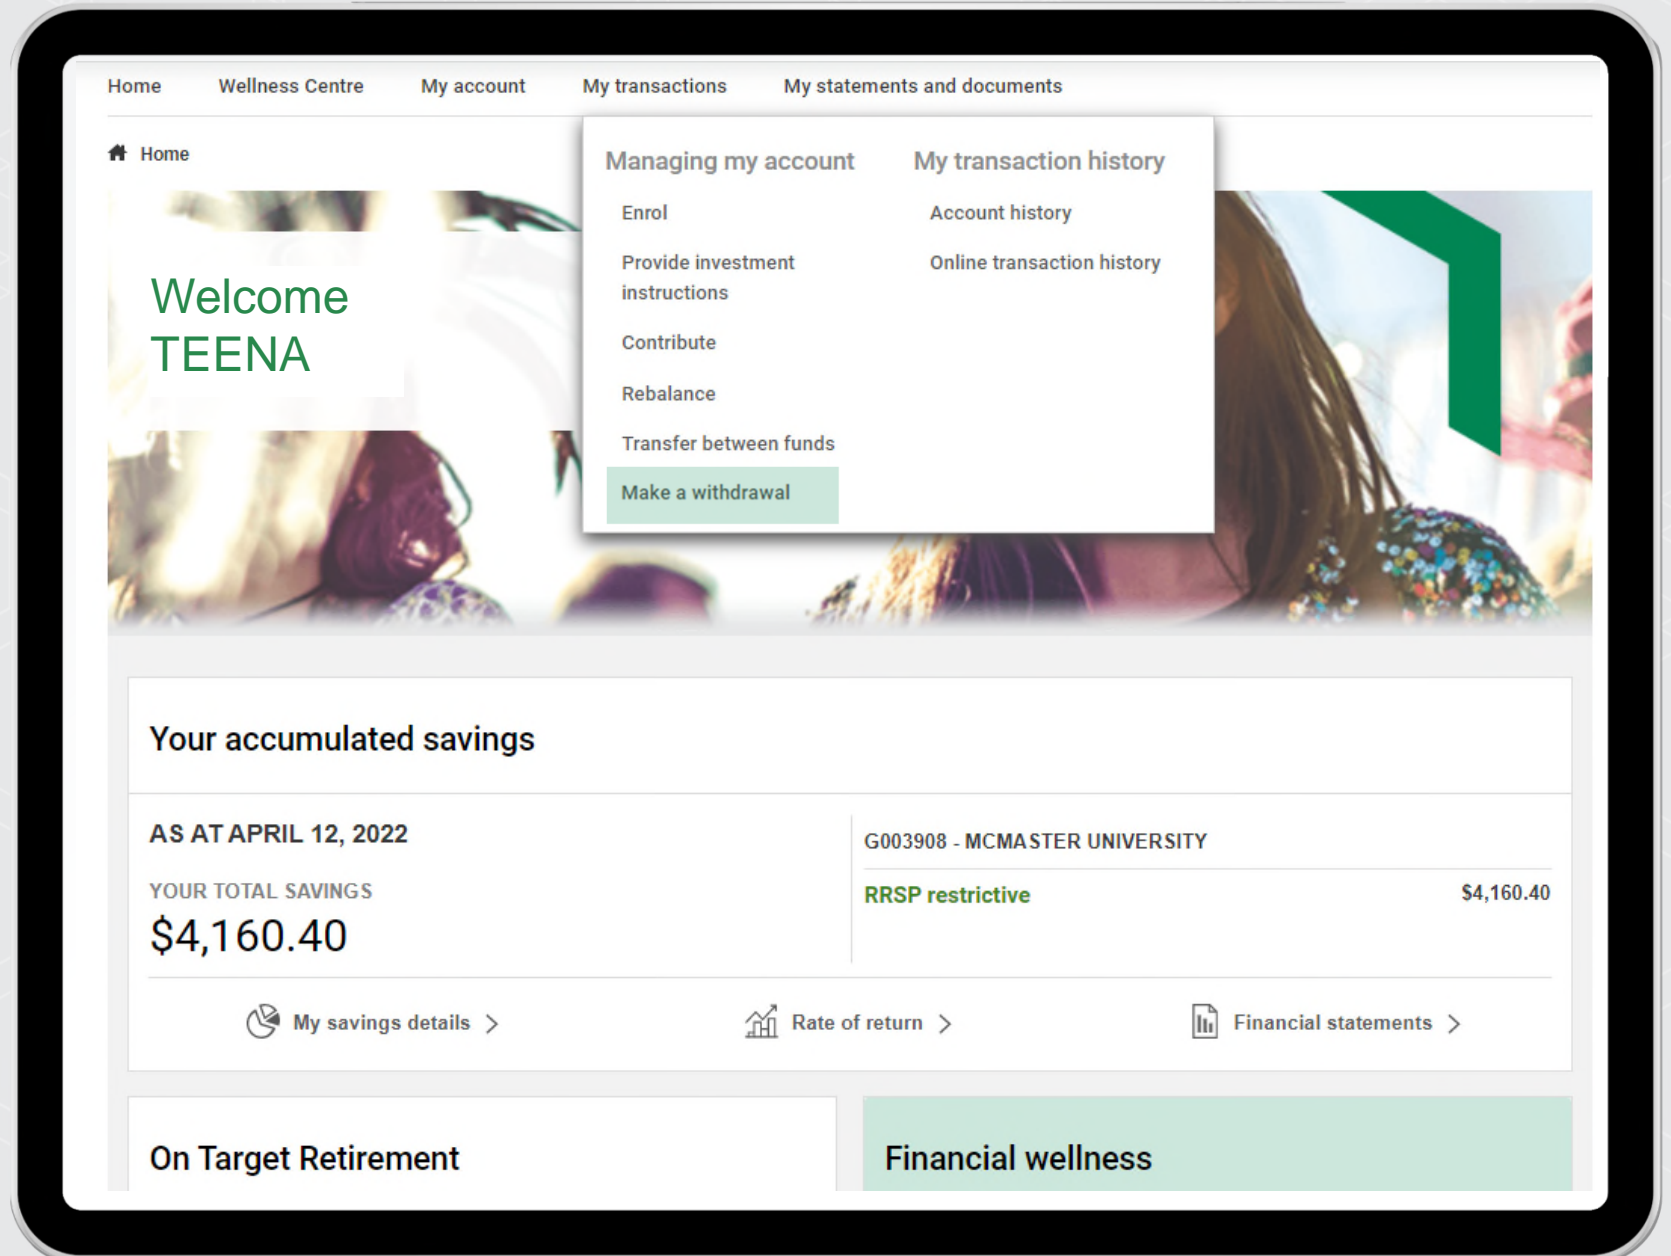 Home Wellness Centre My account My transactions My statements and documents
Home
Managing my account
Enrol
Provide investment
instructions
Contribute
Rebalance
Transfer between funds
Make a withdrawal
My transaction history
Account history
Online transaction history
Welcome
TEENA
Your accumulated savings
AS AT APRIL 12, 2022
YOUR TOTAL SAVINGS
$4,160.40
G003908 - MCMASTER UNIVERSITY
RRSP restrictive $4,160.40
My savings details
Rate of return
Financial statements
On Target Retirement
Financial wellness